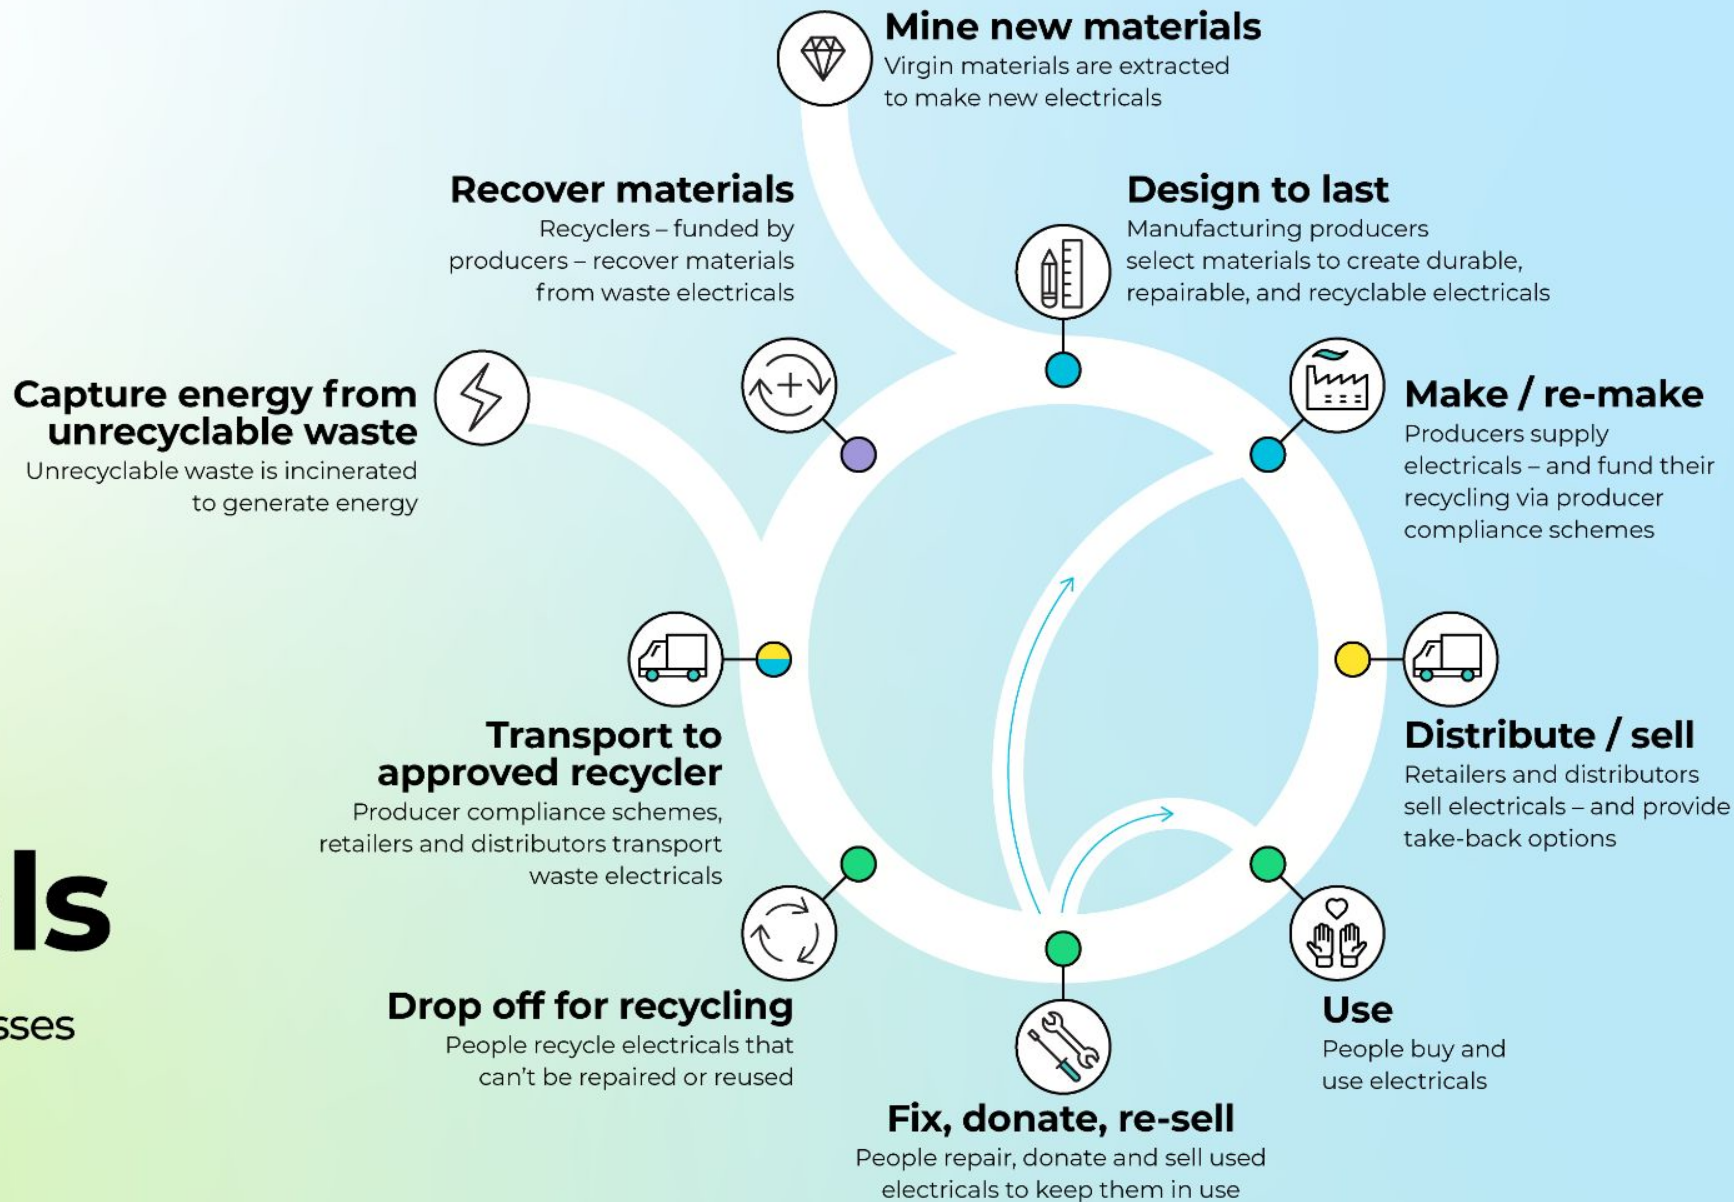 Mine new materials
Virgin materials are extracted
to make new electricals
Design to last
Manufacturing producers
select materials to create durable,
repairable, and recyclable electricals
Make / re-make
Producers supply
electricals – and fund their
recycling via producer
compliance schemes
Distribute / sell
Retailers and distributors
sell electricals – and provide
take-back options
Use
People buy and
use electricals
Fix, donate, re-sell
People repair, donate and sell used
electricals to keep them in use
Drop off for recycling
People recycle electricals that
can't be repaired or reused
Transport to
approved recycler
Producer compliance schemes,
retailers and distributors transport
waste electricals
Capture energy from
unrecyclable waste
Unrecyclable waste is incinerated
to generate energy
Recover materials
Recyclers – funded by
producers – recover materials
from waste electricals
ls
sses